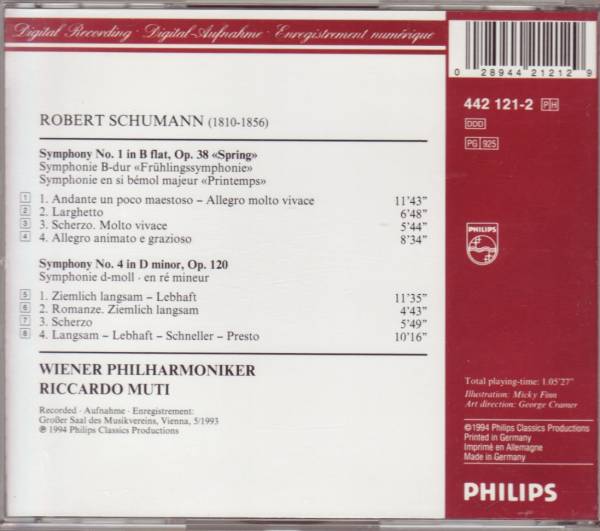 Digital Recording · Digital-Aufnahme · Enregistrement numérique
0 28944 21212 9
442 121-2 PH
DDD
PG 925
ROBERT SCHUMANN (1810-1856)
Symphony No. 1 in B flat, Op. 38 «Spring»
Symphonie B-dur «Frühlingssymphonie»
Symphonie en si bémol majeur «Printemps»
1 1. Andante un poco maestoso – Allegro molto vivace 11'43"
2 2. Larghetto 6'48"
3 3. Scherzo. Molto vivace 5'44"
4 4. Allegro animato e grazioso 8'34"
Symphony No. 4 in D minor, Op. 120
Symphonie d-moll · en ré mineur
5 1. Ziemlich langsam – Lebhaft 11'35"
6 2. Romanze. Ziemlich langsam 4'43"
7 3. Scherzo 5'49"
8 4. Langsam – Lebhaft – Schneller – Presto 10'16"
WIENER PHILHARMONIKER
RICCARDO MUTI
Recorded · Aufnahme · Enregistrement:
Großer Saal des Musikvereins, Vienna, 5/1993
℗ 1994 Philips Classics Productions
PHILIPS
Total playing-time: 1.05'27"
Illustration: Micky Finn
Art direction: George Cramer
©1994 Philips Classics Productions
Printed in Germany
Imprimé en Allemagne
Made in Germany
PHILIPS